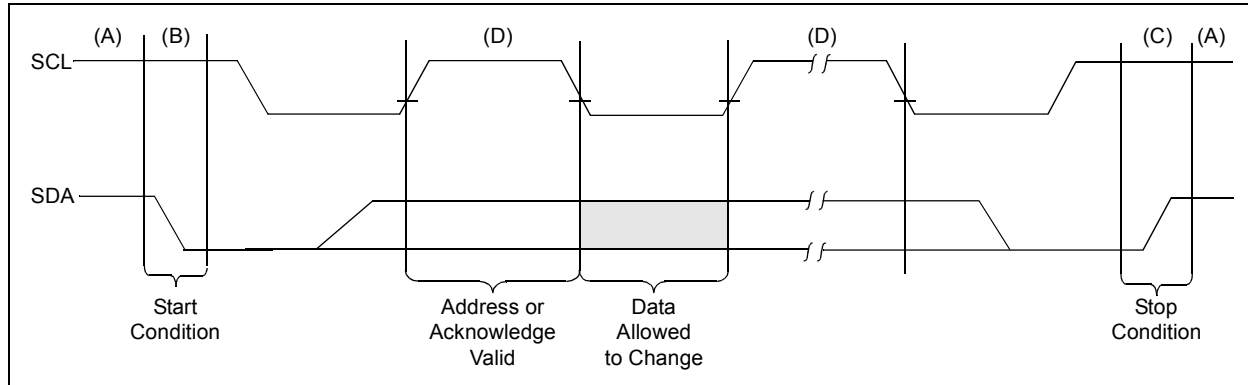 (A) (B) (D) (D) (C) (A)
SCL
SDA
Start
Condition
Address or
Acknowledge
Valid
Data
Allowed
to Change
Stop
Condition